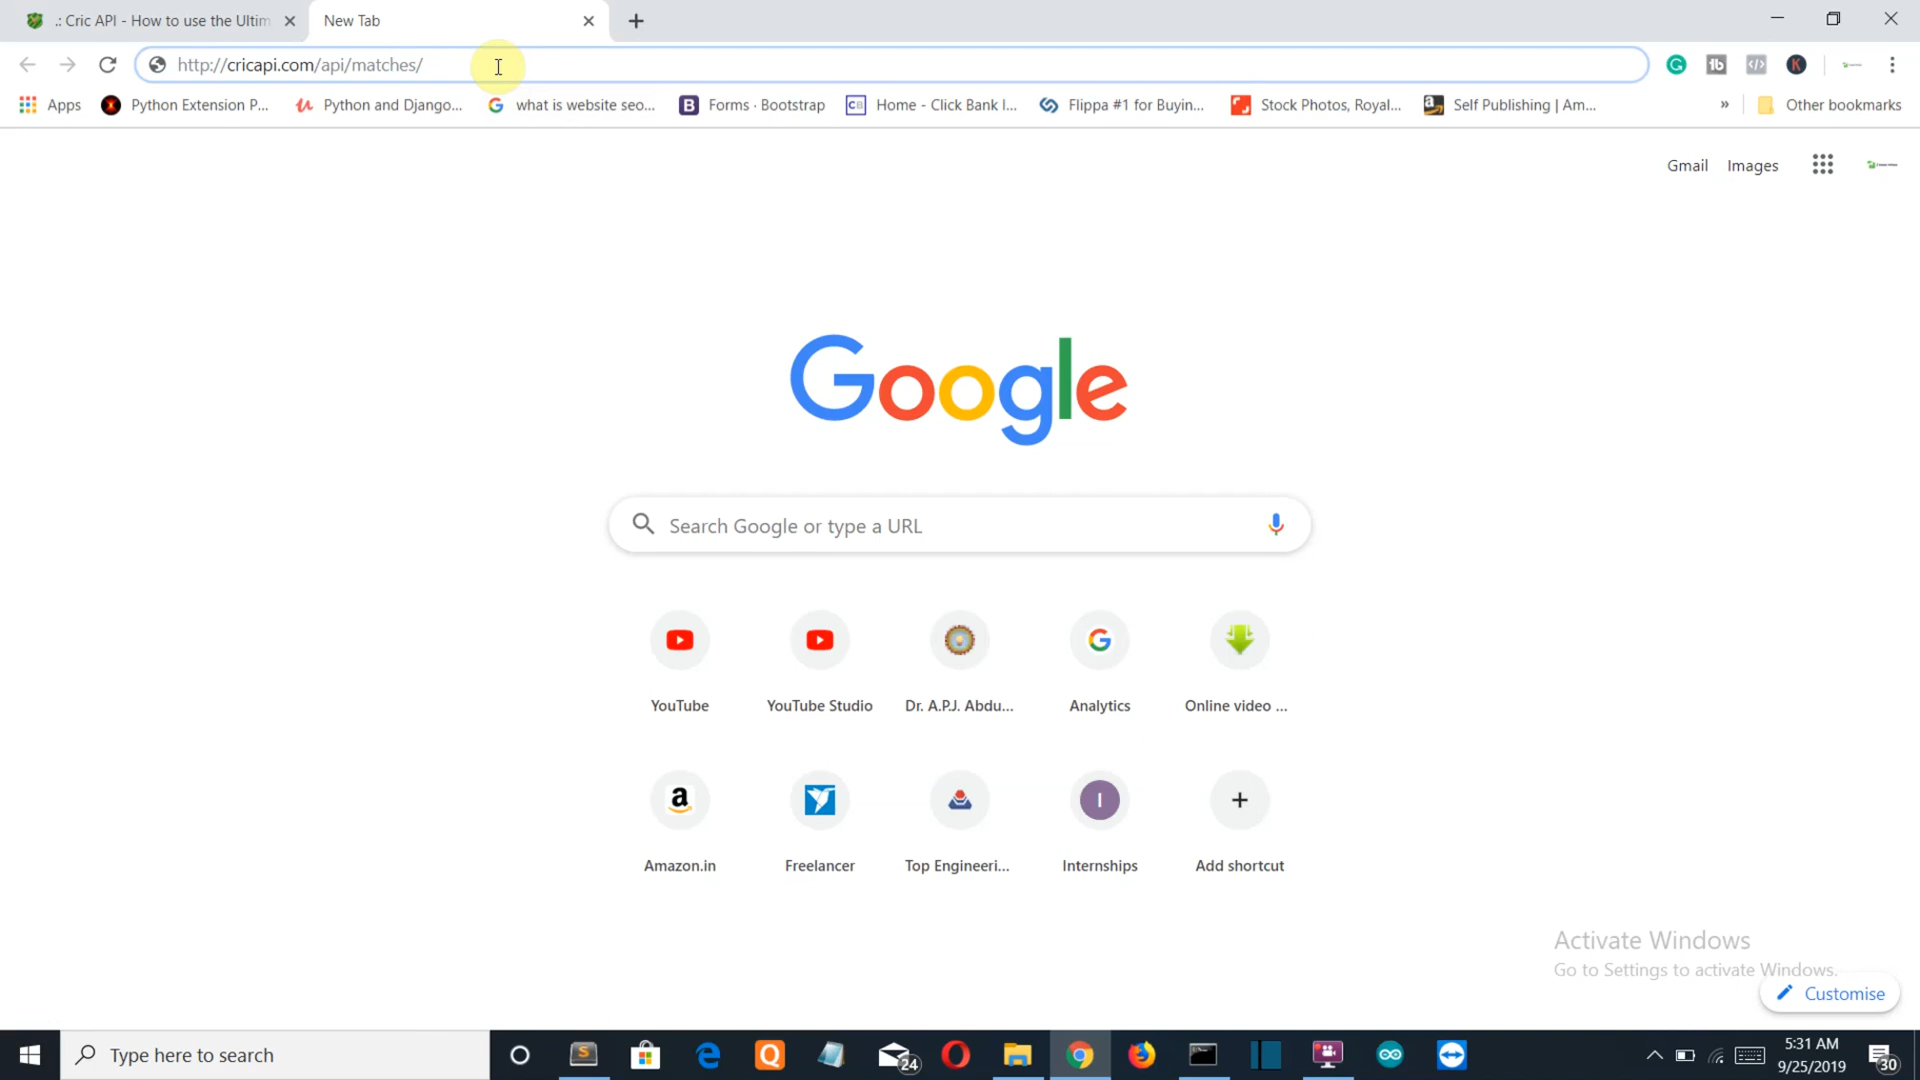 .: Cric API - How to use the Ultim
New Tab
http://cricapi.com/api/matches/
Apps
Python Extension P...
Python and Django...
what is website seo...
Forms · Bootstrap
Home - Click Bank I...
Flippa #1 for Buyin...
Stock Photos, Royal...
Self Publishing | Am...
»
Other bookmarks
Gmail
Images
Google
Search Google or type a URL
YouTube
YouTube Studio
Dr. A.P.J. Abdu...
Analytics
Online video ...
Amazon.in
Freelancer
Top Engineeri...
I
Internships
Add shortcut
Activate Windows
Go to Settings to activate Windows.
Customise
Type here to search
24
5:31 AM
9/25/2019
30